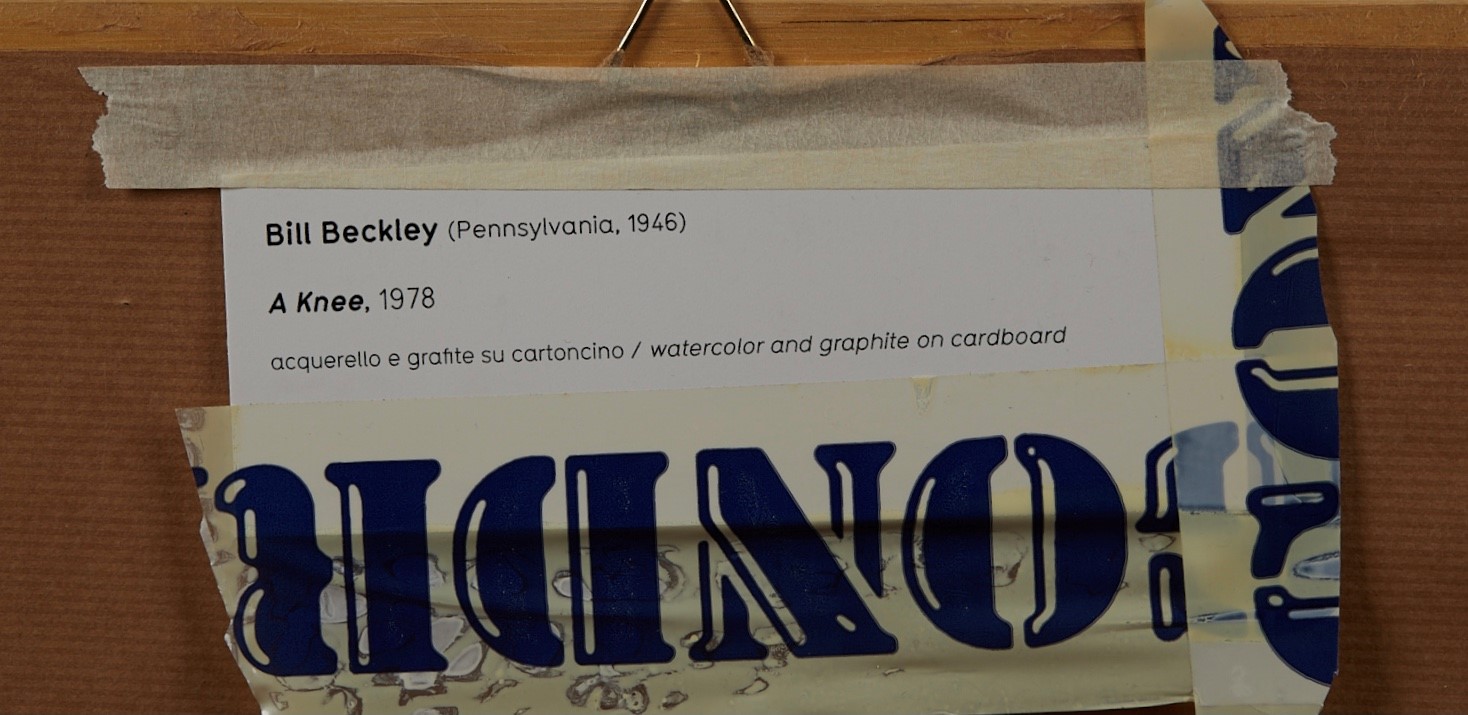 Bill Beckley (Pennsylvania, 1946)
A Knee, 1978
acquerello e grafite su cartoncino / watercolor and graphite on cardboard